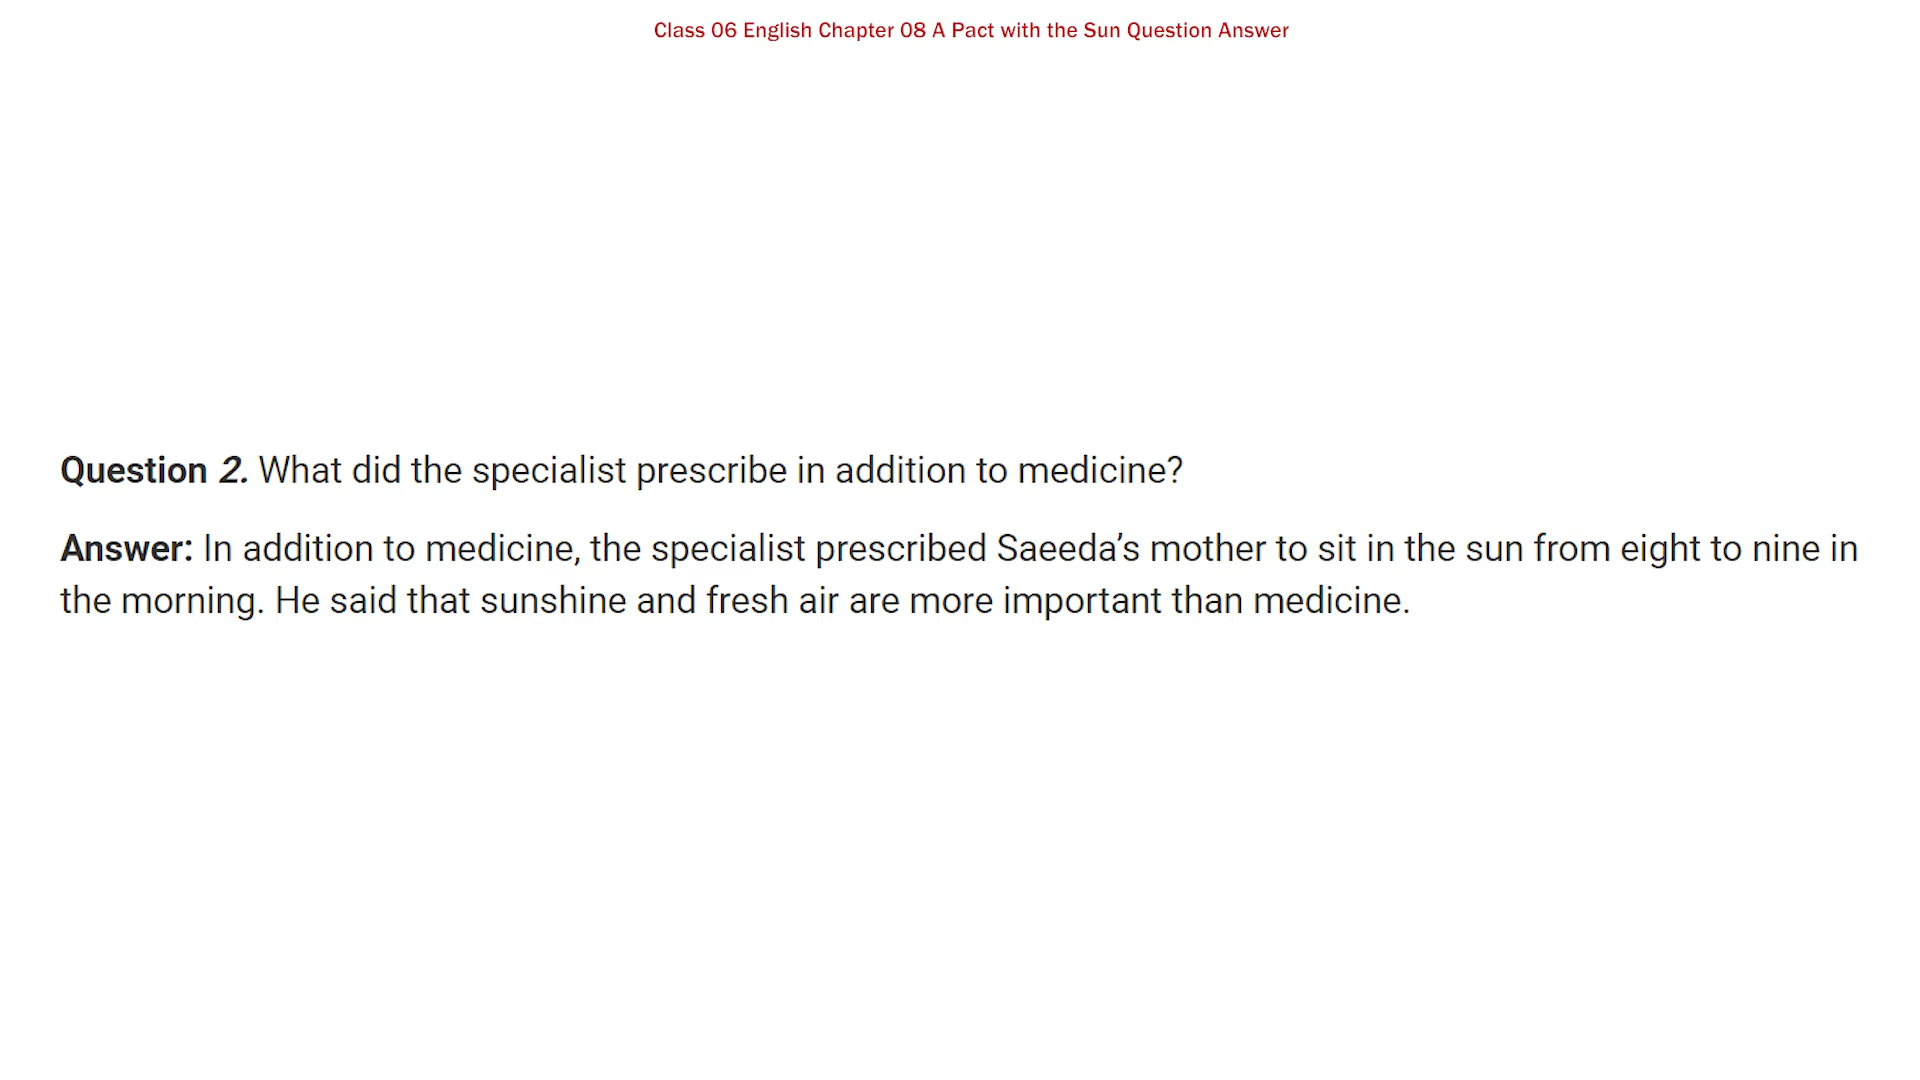 Class 06 English Chapter 08 A Pact with the Sun Question Answer
Question 2. What did the specialist prescribe in addition to medicine?
Answer: In addition to medicine, the specialist prescribed Saeeda’s mother to sit in the sun from eight to nine in
the morning. He said that sunshine and fresh air are more important than medicine.